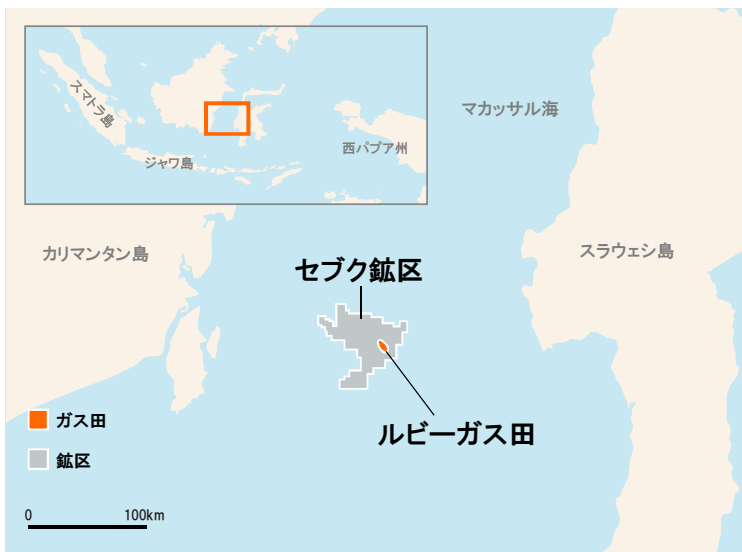 スマトラ島
ジャワ島
西パプア州
マカッサル海
カリマンタン島
スラウェシ島
セブク鉱区
ルビーガス田
ガス田
鉱区
0 100km